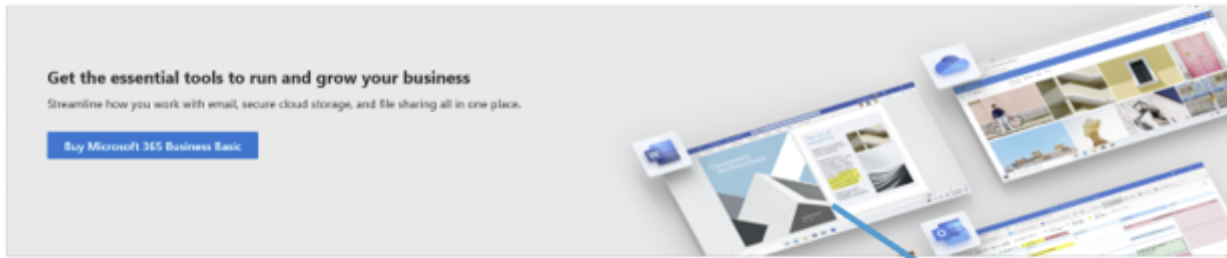 Get the essential tools to run and grow your business
Streamline how you work with email, secure cloud storage, and file sharing all in one place.
Buy Microsoft 365 Business Basic